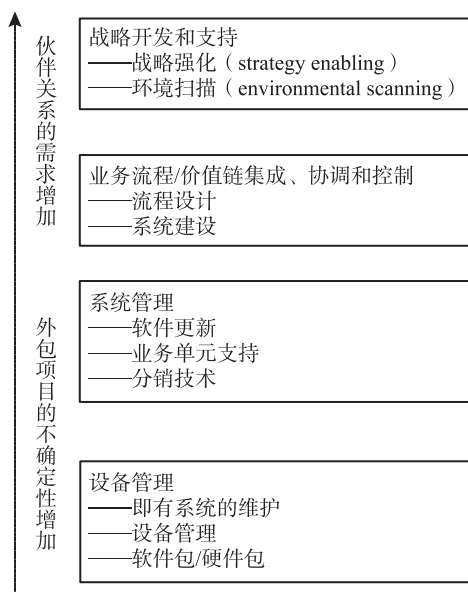 伙伴关系的需求增加
外包项目的不确定性增加
战略开发和支持
——战略强化（strategy enabling）
——环境扫描（environmental scanning）
业务流程/价值链集成、协调和控制
——流程设计
——系统建设
系统管理
——软件更新
——业务单元支持
——分销技术
设备管理
——即有系统的维护
——设备管理
——软件包/硬件包